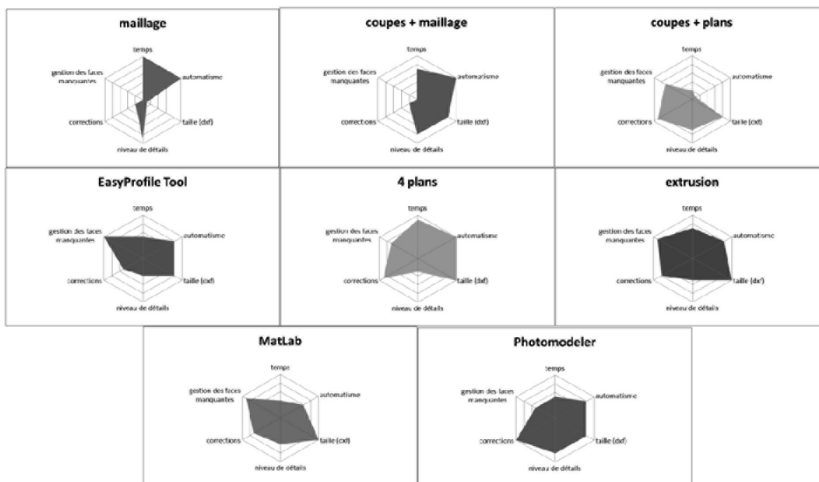 maillage
temps
automatisme
taille (dxf)
niveau de détails
corrections
gestion des faces
manquantes
coupes + maillage
temps
automatisme
taille (dxf)
niveau de détails
corrections
gestion des faces
manquantes
coupes + plans
temps
automatisme
taille (dxf)
niveau de détails
corrections
gestion des faces
manquantes
EasyProfile Tool
temps
automatisme
taille (dxf)
niveau de détails
corrections
gestion des faces
manquantes
4 plans
temps
automatisme
taille (dxf)
niveau de détails
corrections
gestion des faces
manquantes
extrusion
temps
automatisme
taille (dxf)
niveau de détails
corrections
gestion des faces
manquantes
MatLab
temps
automatisme
taille (dxf)
niveau de détails
corrections
gestion des faces
manquantes
Photomodeler
temps
automatisme
taille (dxf)
niveau de détails
corrections
gestion des faces
manquantes